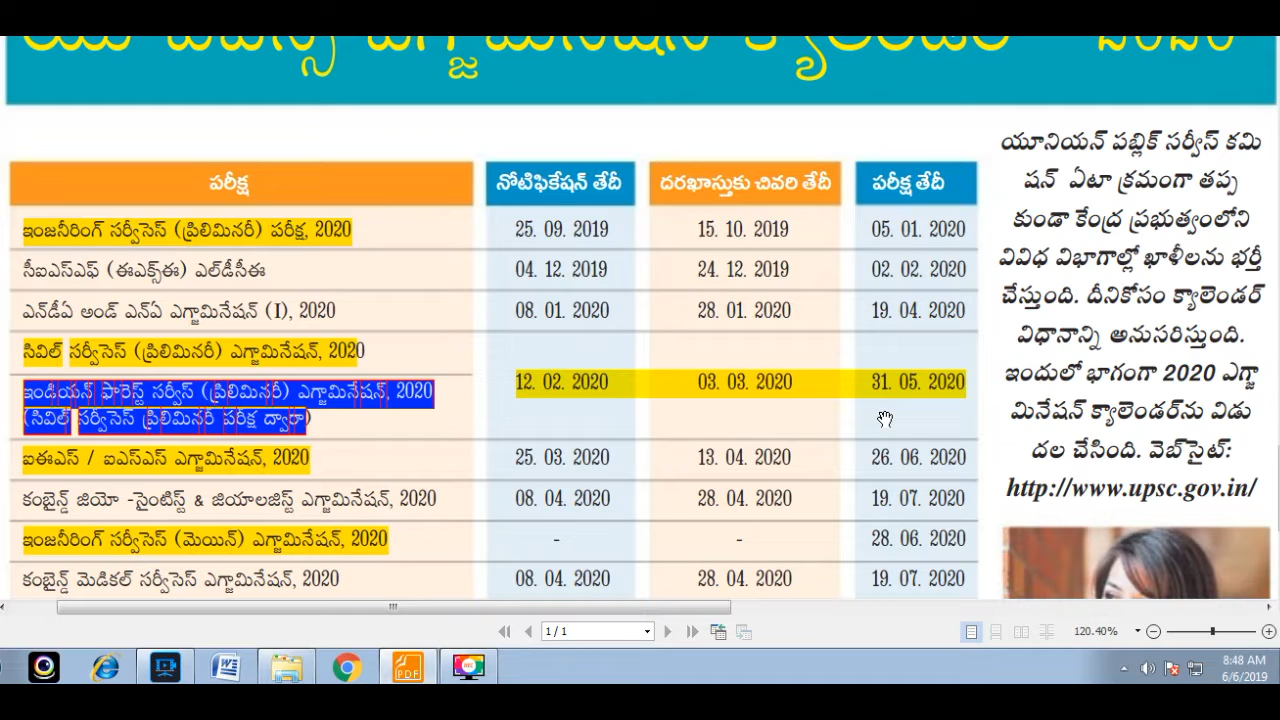 పరీక్ష నోటిఫికేషన్ తేదీ దరఖాస్తుకు చివరి తేదీ పరీక్ష తేదీ
ఇంజనీరింగ్ సర్వీసెస్ (ప్రిలిమినరీ) పరీక్ష, 2020 25. 09. 2019 15. 10. 2019 05. 01. 2020
సీఐఎస్ఎఫ్ (ఈఎక్స్ఈ) ఎల్‌డీసీఈ 04. 12. 2019 24. 12. 2019 02. 02. 2020
ఎన్‌డీఏ అండ్ ఎన్ఏ ఎగ్జామినేషన్ (I), 2020 08. 01. 2020 28. 01. 2020 19. 04. 2020
సివిల్ సర్వీసెస్ (ప్రిలిమినరీ) ఎగ్జామినేషన్, 2020
12. 02. 2020 03. 03. 2020 31. 05. 2020
ఇండియన్ ఫారెస్ట్ సర్వీస్ (ప్రిలిమినరీ) ఎగ్జామినేషన్, 2020
(సివిల్ సర్వీసెస్ ప్రిలిమినరీ పరీక్ష ద్వారా)
ఐఈఎస్ / ఐఎస్ఎస్ ఎగ్జామినేషన్, 2020 25. 03. 2020 13. 04. 2020 26. 06. 2020
కంబైన్డ్ జియో -సైంటిస్ట్ & జియాలజిస్ట్ ఎగ్జామినేషన్, 2020 08. 04. 2020 28. 04. 2020 19. 07. 2020
ఇంజనీరింగ్ సర్వీసెస్ (మెయిన్) ఎగ్జామినేషన్, 2020 - - 28. 06. 2020
కంబైన్డ్ మెడికల్ సర్వీసెస్ ఎగ్జామినేషన్, 2020 08. 04. 2020 28. 04. 2020 19. 07. 2020
యూనియన్ పబ్లిక్ సర్వీస్ కమి
షన్ ఏటా క్రమంగా తప్ప
కుండా కేంద్ర ప్రభుత్వంలోని
వివిధ విభాగాల్లో ఖాళీలను భర్తీ
చేస్తుంది. దీనికోసం క్యాలెండర్
విధానాన్ని అనుసరిస్తుంది.
ఇందులో భాగంగా 2020 ఎగ్జా
మినేషన్ క్యాలెండర్‌ను విడు
దల చేసింది. వెబ్‌సైట్:
http://www.upsc.gov.in/
1 / 1
120.40%
PDF
8:48 AM
6/6/2019